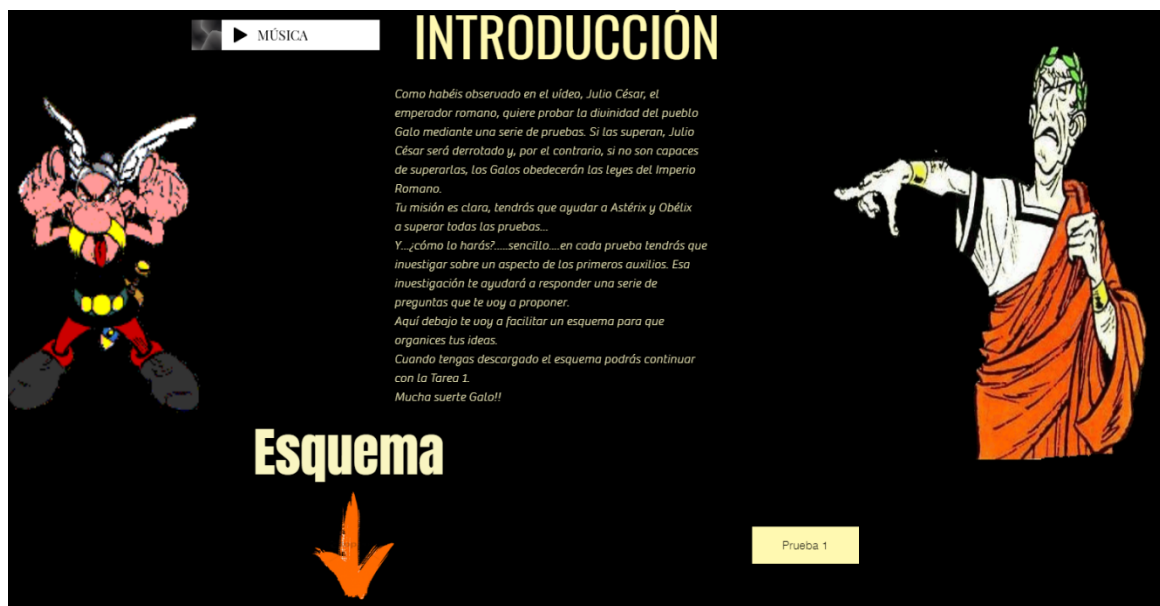 MÚSICA
INTRODUCCIÓN
Como habéis observado en el vídeo, Julio César, el
emperador romano, quiere probar la divinidad del pueblo
Galo mediante una serie de pruebas. Si las superan, Julio
César será derrotado y, por el contrario, si no son capaces
de superarlas, los Galos obedecerán las leyes del Imperio
Romano.
Tu misión es clara, tendrás que ayudar a Astérix y Obélix
a superar todas las pruebas...
Y...¿cómo lo harás?.....sencillo....en cada prueba tendrás que
investigar sobre un aspecto de los primeros auxilios. Esa
investigación te ayudará a responder una serie de
preguntas que te voy a proponer.
Aquí debajo te voy a facilitar un esquema para que
organices tus ideas.
Cuando tengas descargado el esquema podrás continuar
con la Tarea 1.
Mucha suerte Galo!!
Esquema
Prueba 1